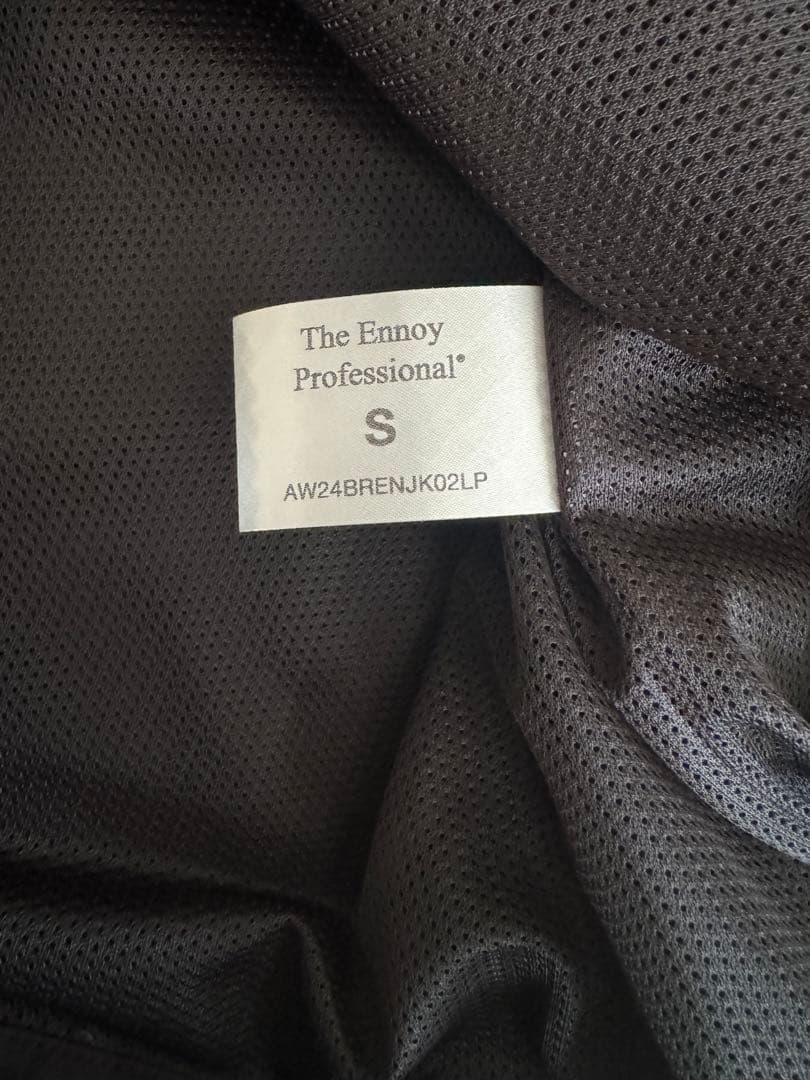 The Ennoy
Professional®
S
AW24BRENJK02LP